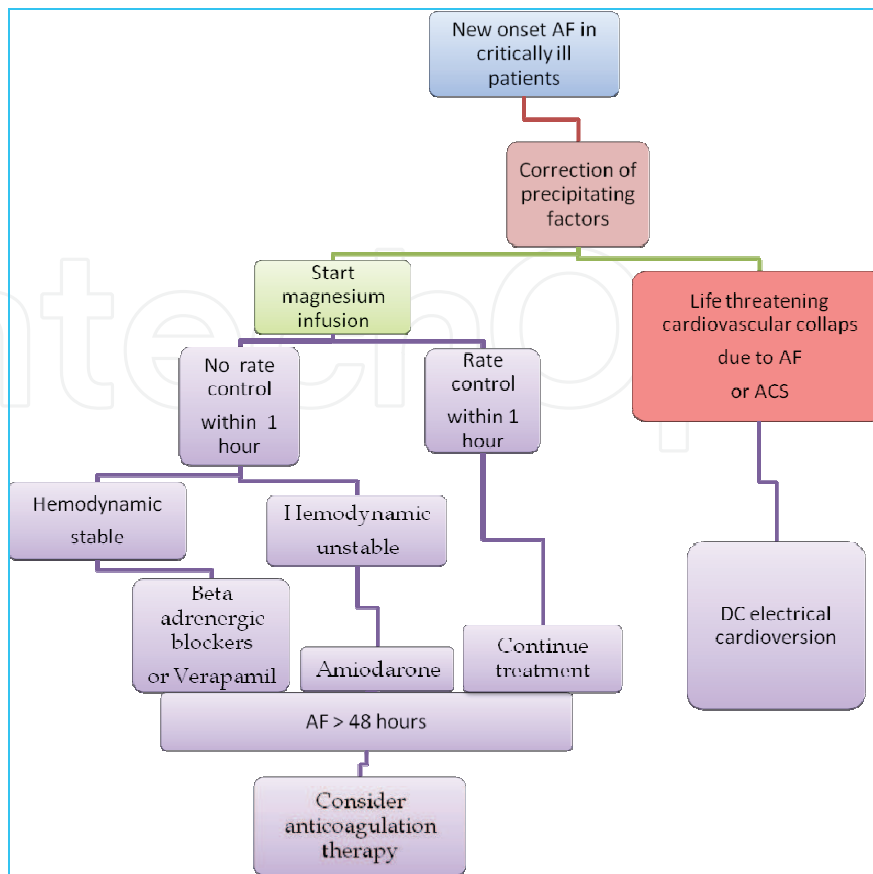 New onset AF in
critically ill
patients
Correction of
precipitating
factors
Start
magnesium
infusion
Life threatening
cardiovascular collaps
due to AF
or ACS
No rate
control
within 1
hour
Rate
control
within 1
hour
Hemodynamic
stable
Hemodynamic
unstable
Beta
adrenergic
blockers
or Verapamil
Amiodarone
Continue
treatment
DC electrical
cardioversion
AF > 48 hours
Consider
anticoagulation
therapy